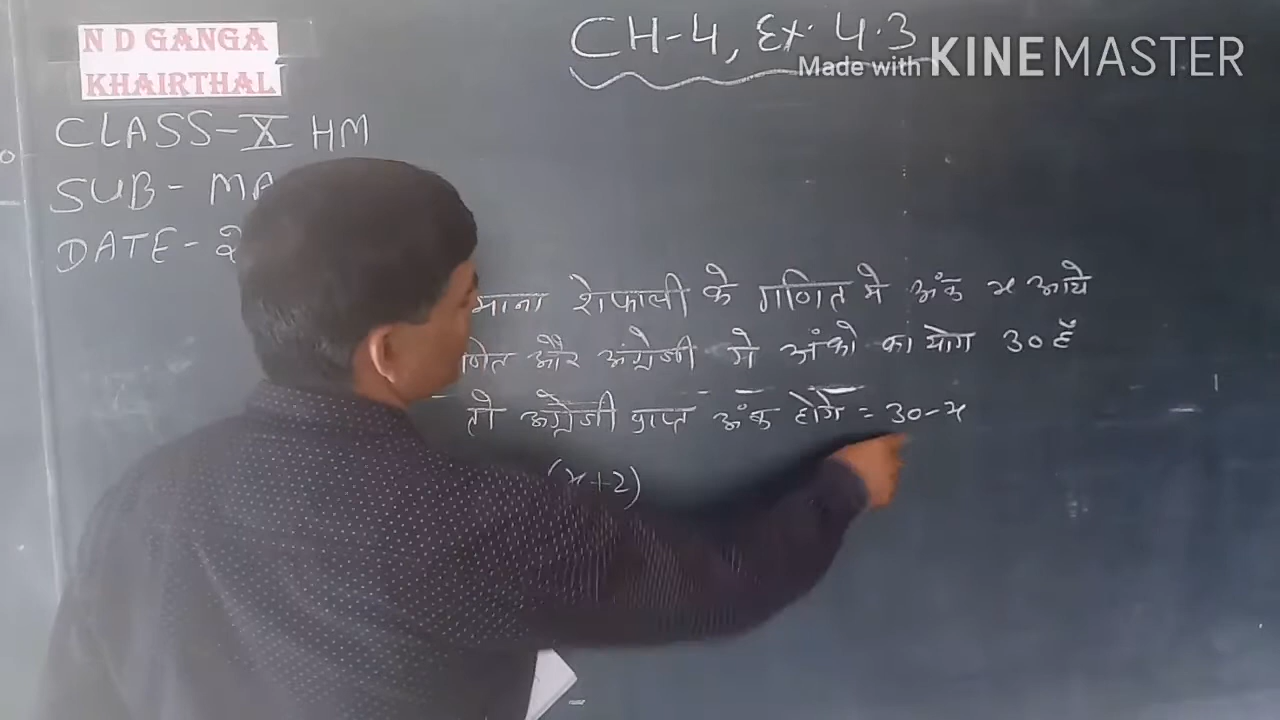 N D GANGA
KHAIRTHAL
CH-4, Ex. 4.3
Made with KINEMASTER
CLASS-X HM
SUB- MA
DATE- 2
माना शेफाली के गणित मे अंक x आये
णित और अंग्रेजी मे अंको का योग 30 है
तो अंग्रेजी प्राप्त अंक होगें = 30-x
(x+2)